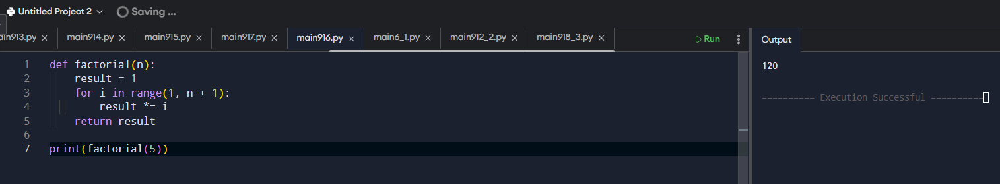 Untitled Project 2 Saving ...
ain913.py × main914.py × main915.py × main917.py × main916.py × main6_1.py × main912_2.py × main918_3.py × Run Output
1 def factorial(n):
2     result = 1
3     for i in range(1, n + 1):
4         result *= i
5     return result
6
7 print(factorial(5))
120
========== Execution Successful ==========